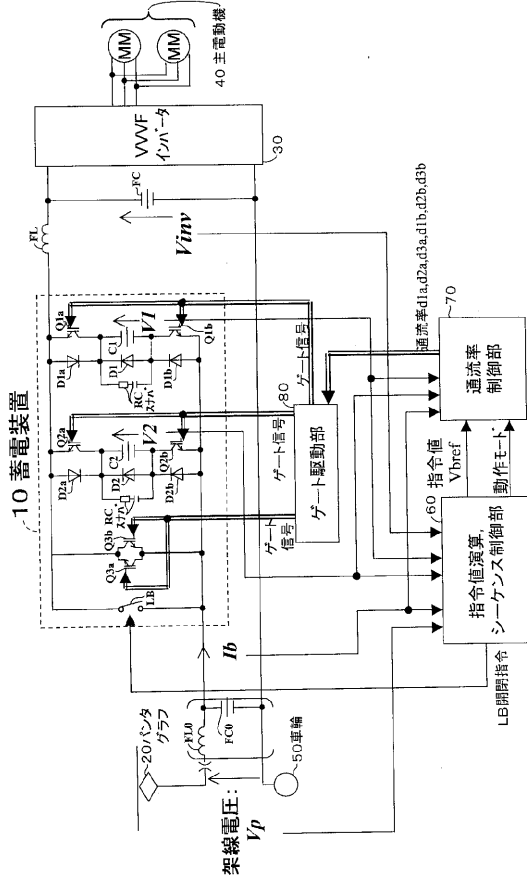 10 蓄電装置
20パンタ
グラフ
架線電圧:
Vp
FL0
FC0
50車輪
Ib
LB
Q3a
Q3b
RC
スナバ
D2a
Q2a
D2
C2
V2
D2b
Q2b
RC
スナバ
D1a
Q1a
D1
C1
V1
D1b
Q1b
FL
FC
Vinv
VVVF
インバータ
30
MM
MM
40 主電動機
ゲート信号
ゲート信号
ゲート
信号
80
ゲート駆動部
通流率d1a,d2a,d3a,d1b,d2b,d3b
70
通流率
制御部
指令値
Vbref
動作モード
60
指令値演算,
シーケンス制御部
LB開閉指令